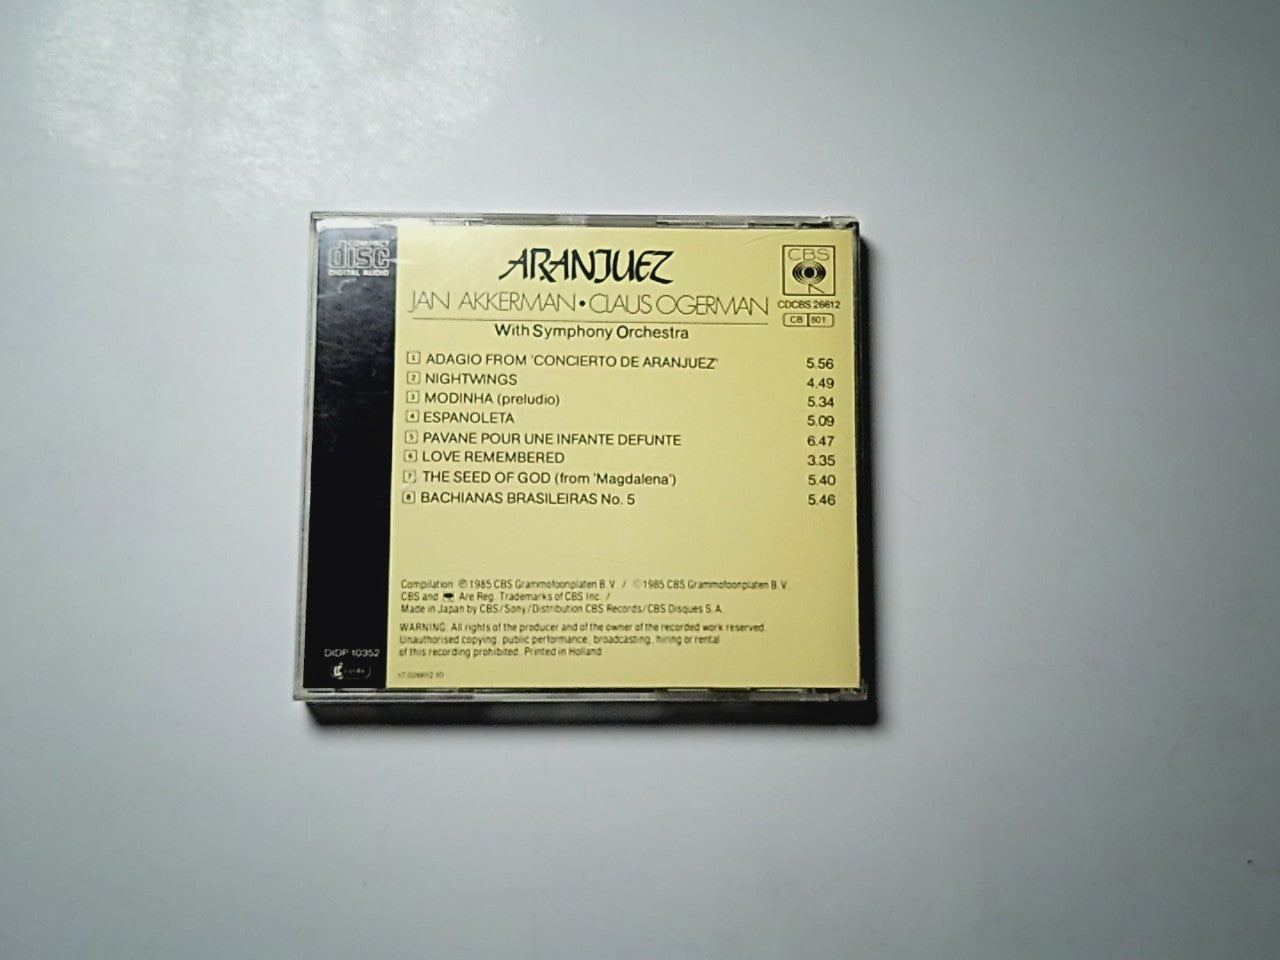 COMPACT
disc
DIGITAL AUDIO
ARANJUEZ
JAN AKKERMAN • CLAUS OGERMAN
With Symphony Orchestra
CBS
CDCBS 26612
CB 801
1 ADAGIO FROM 'CONCIERTO DE ARANJUEZ' 5.56
2 NIGHTWINGS 4.49
3 MODINHA (preludio) 5.34
4 ESPANOLETA 5.09
5 PAVANE POUR UNE INFANTE DEFUNTE 6.47
6 LOVE REMEMBERED 3.35
7 THE SEED OF GOD (from 'Magdalena') 5.40
8 BACHIANAS BRASILEIRAS No. 5 5.46
Compilation ℗ 1985 CBS Grammofoonplaten B.V. / © 1985 CBS Grammofoonplaten B.V.
CBS and Are Reg. Trademarks of CBS Inc. /
Made in Japan by CBS/Sony/Distribution CBS Records/CBS Disques S.A.
WARNING: All rights of the producer and of the owner of the recorded work reserved.
Unauthorised copying, public performance, broadcasting, hiring or rental
of this recording prohibited. Printed in Holland
DIDP 10352